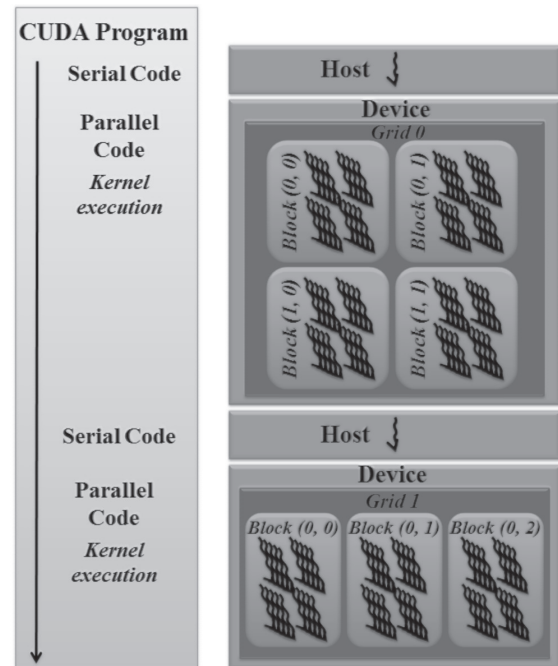 CUDA Program
Serial Code
Parallel
Code
Kernel
execution
Serial Code
Parallel
Code
Kernel
execution
Host
Device
Grid 0
Block (0, 0)
Block (0, 1)
Block (1, 0)
Block (1, 1)
Host
Device
Grid 1
Block (0, 0)
Block (0, 1)
Block (0, 2)